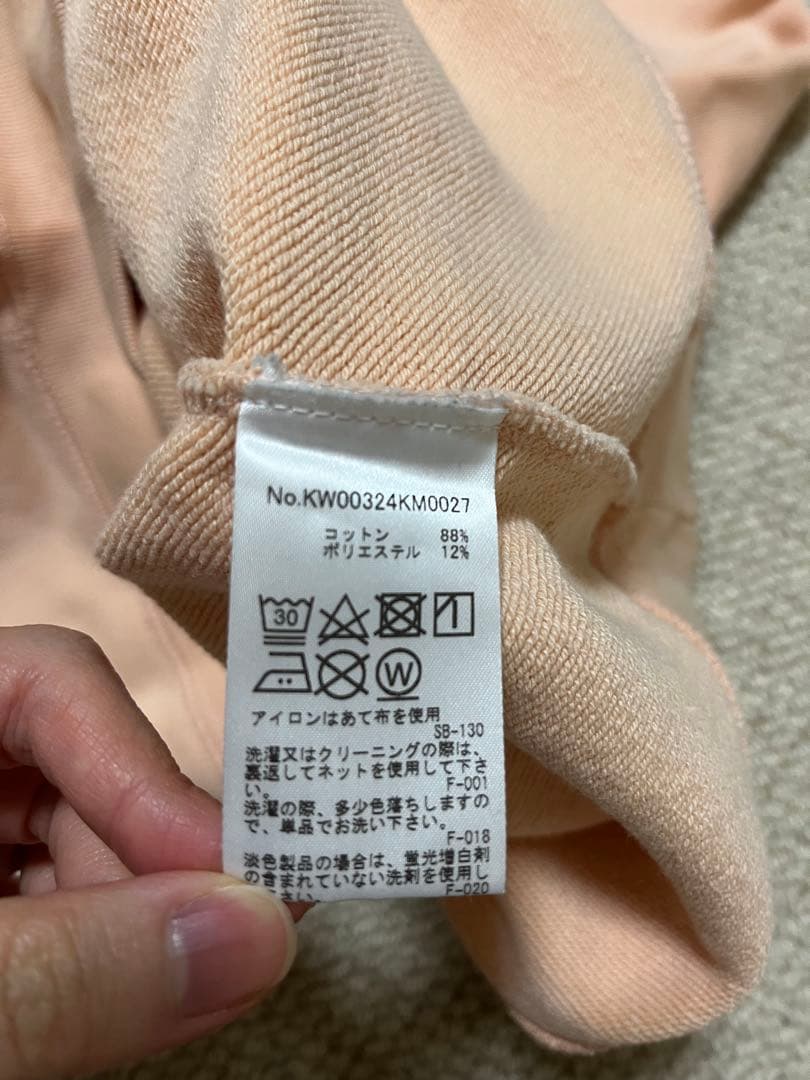 No.KW00324KM0027
コットン 88%
ポリエステル 12%
30
W
アイロンはあて布を使用
SB-130
洗濯又はクリーニングの際は、
裏返してネットを使用して下さ
い。 F-001
洗濯の際、多少色落ちしますの
で、単品でお洗い下さい。
F-018
淡色製品の場合は、蛍光増白剤
の含まれていない洗剤を使用し
F-020
さい。